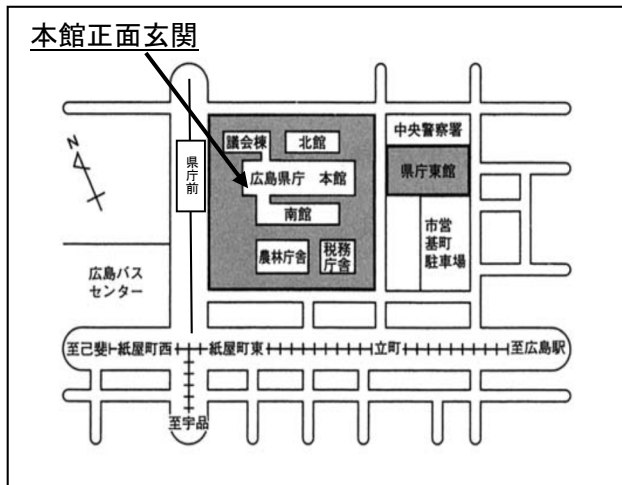 本館正面玄関
N
県庁前
議会棟
北館
広島県庁 本館
南館
農林庁舎
税務
庁舎
中央警察署
県庁東館
市営
基町
駐車場
広島バス
センター
至己斐
紙屋町西
紙屋町東
立町
至広島駅
至宇品